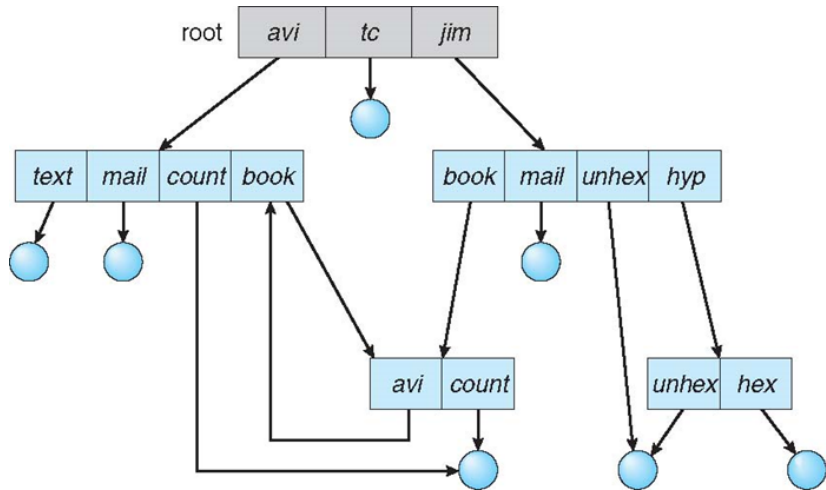 root avi tc jim
text mail count book
book mail unhex hyp
avi count
unhex hex